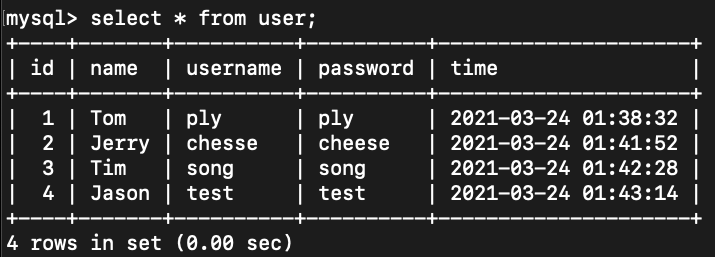 mysql> select * from user;
+----+-------+----------+----------+---------------------+
| id | name  | username | password | time                |
+----+-------+----------+----------+---------------------+
|  1 | Tom   | ply      | ply      | 2021-03-24 01:38:32 |
|  2 | Jerry | chesse   | cheese   | 2021-03-24 01:41:52 |
|  3 | Tim   | song     | song     | 2021-03-24 01:42:28 |
|  4 | Jason | test     | test     | 2021-03-24 01:43:14 |
+----+-------+----------+----------+---------------------+
4 rows in set (0.00 sec)